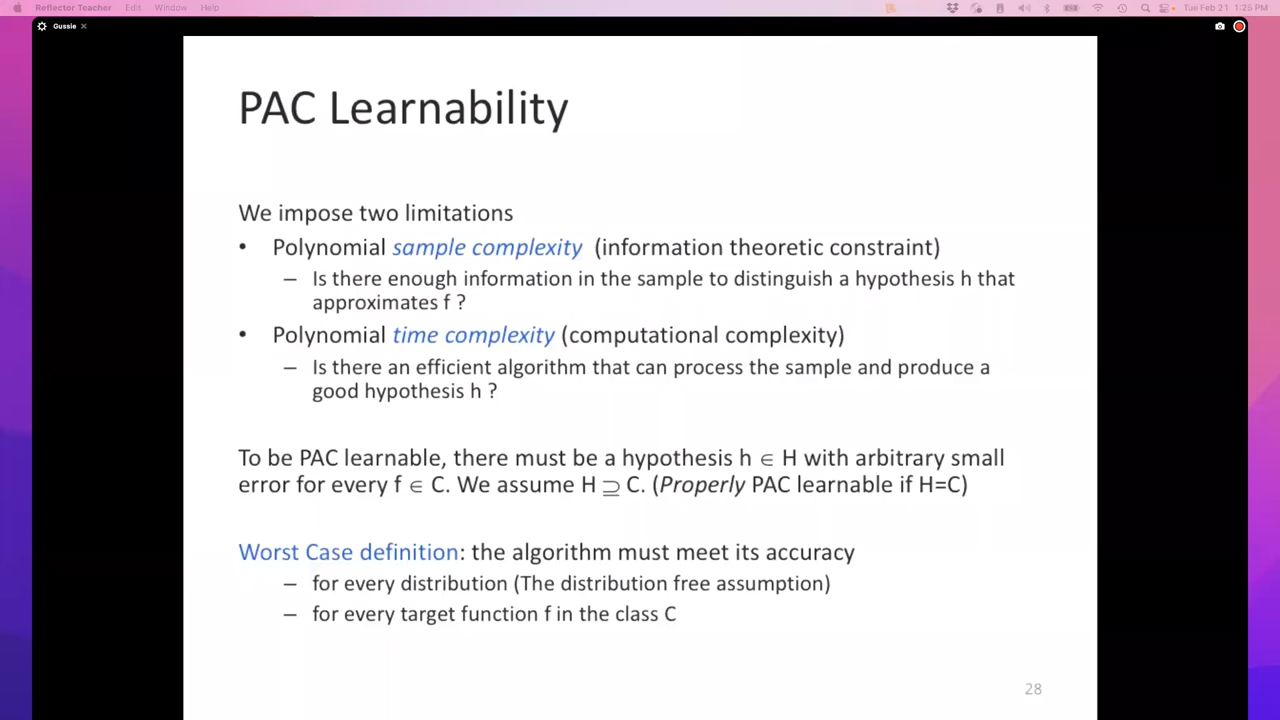 Reflector Teacher Edit Window Help Tue Feb 21 1:25 PM
Gussie
PAC Learnability
We impose two limitations
• Polynomial sample complexity (information theoretic constraint)
– Is there enough information in the sample to distinguish a hypothesis h that
approximates f ?
• Polynomial time complexity (computational complexity)
– Is there an efficient algorithm that can process the sample and produce a
good hypothesis h ?
To be PAC learnable, there must be a hypothesis h ∈ H with arbitrary small
error for every f ∈ C. We assume H ⊇ C. (Properly PAC learnable if H=C)
Worst Case definition: the algorithm must meet its accuracy
– for every distribution (The distribution free assumption)
– for every target function f in the class C
28